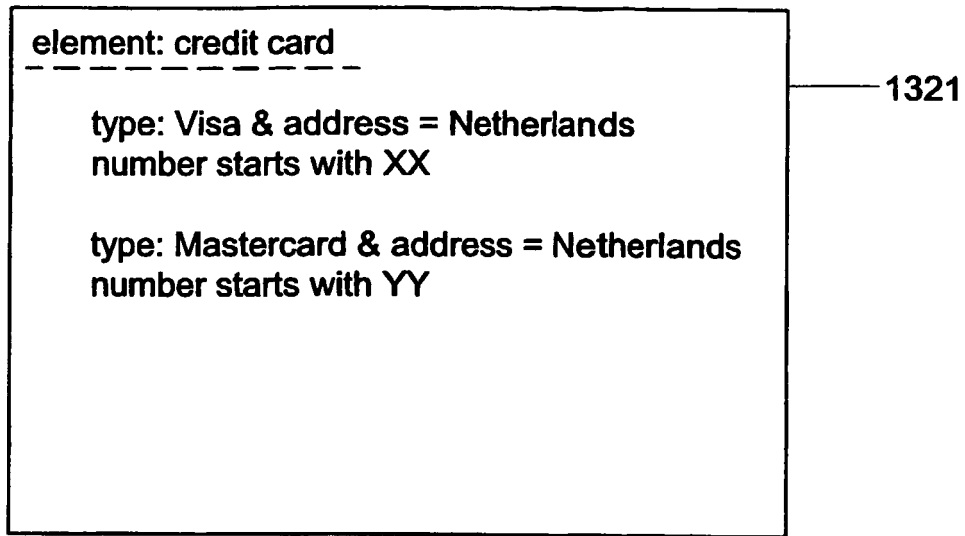 element: credit card
1321
type: Visa & address = Netherlands
number starts with XX
type: Mastercard & address = Netherlands
number starts with YY